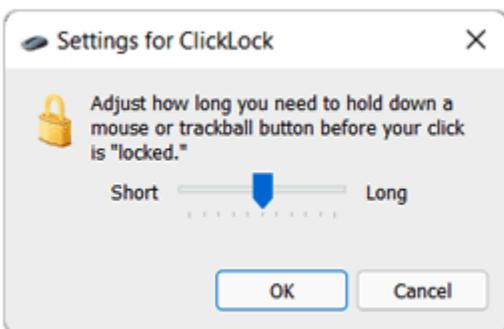 Settings for ClickLock
Adjust how long you need to hold down a
mouse or trackball button before your click
is "locked."
Short Long
OK Cancel